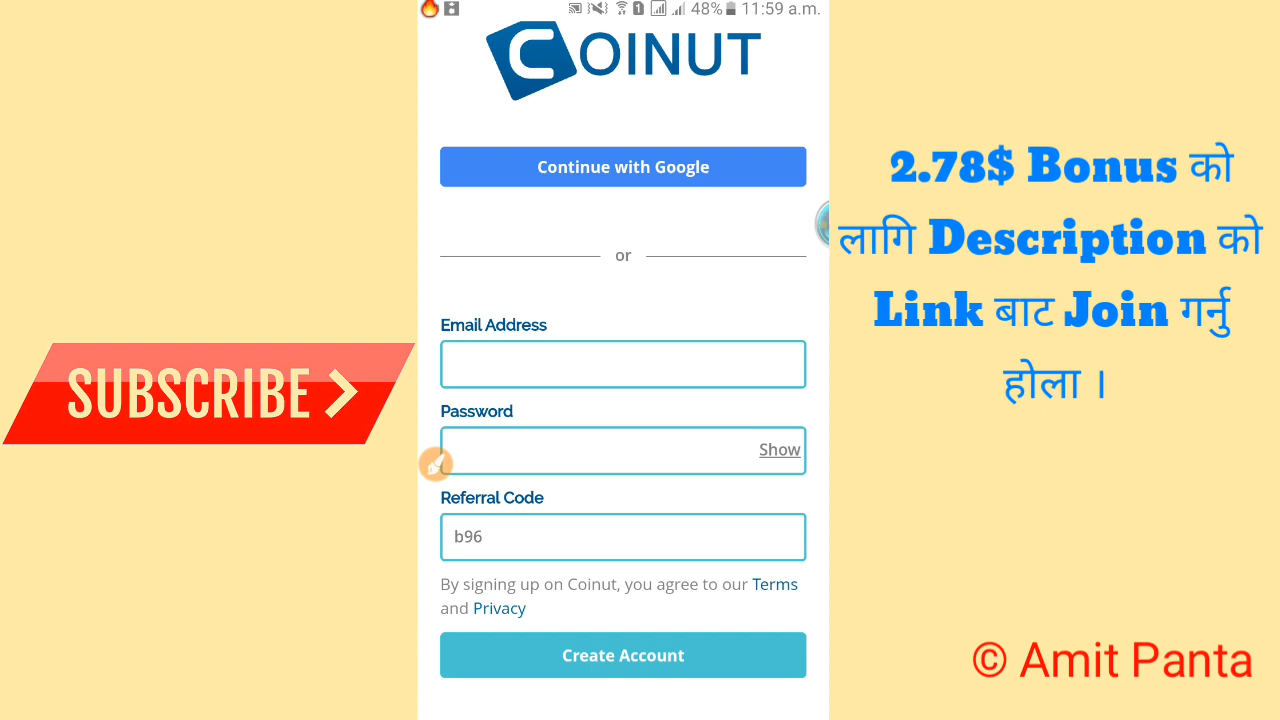 48% 11:59 a.m.
COINUT
Continue with Google
or
Email Address
Password
Show
Referral Code
b96
By signing up on Coinut, you agree to our Terms
and Privacy
Create Account
SUBSCRIBE
2.78$ Bonus को
लागि Description को
Link बाट Join गर्नु
होला ।
© Amit Panta